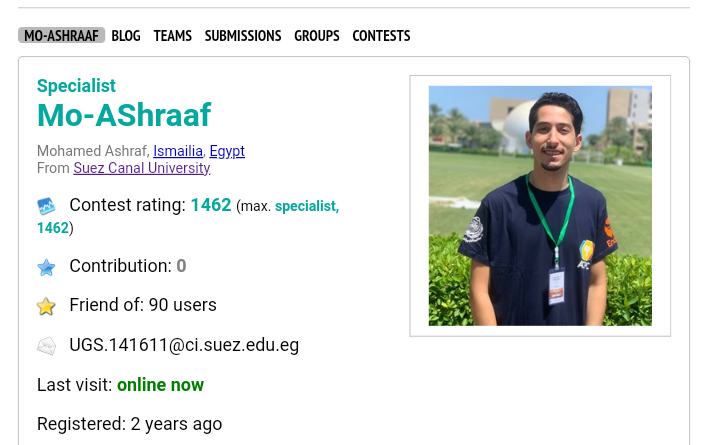 MO-ASHRAAF BLOG TEAMS SUBMISSIONS GROUPS CONTESTS
Specialist
Mo-AShraaf
Mohamed Ashraf, Ismailia, Egypt
From Suez Canal University
Contest rating: 1462 (max. specialist,
1462)
Contribution: 0
Friend of: 90 users
UGS.141611@ci.suez.edu.eg
Last visit: online now
Registered: 2 years ago